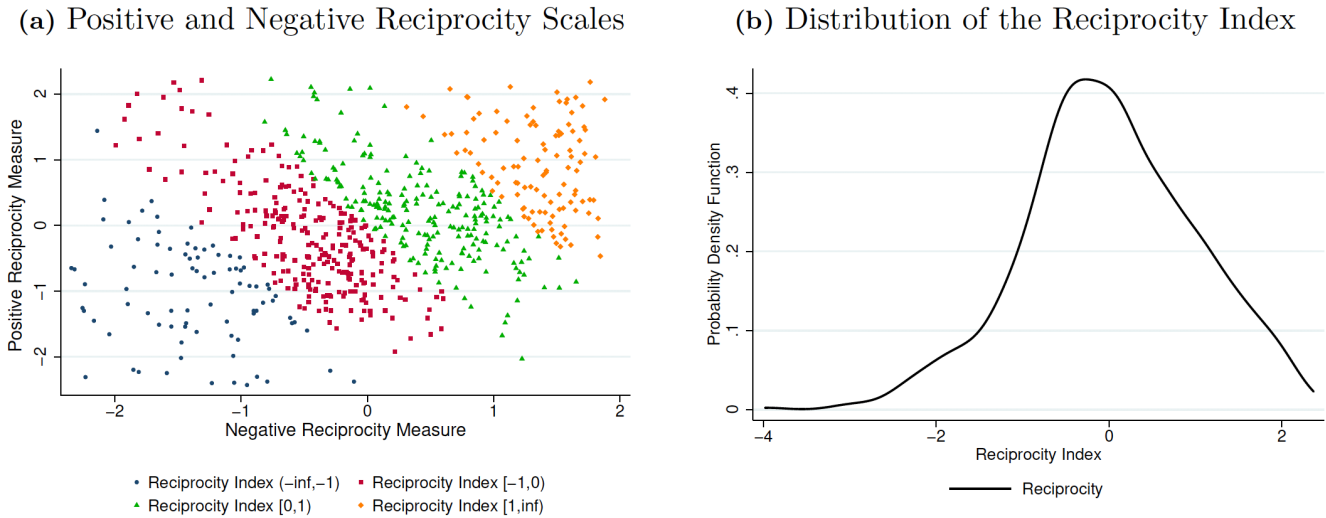 (a) Positive and Negative Reciprocity Scales
Positive Reciprocity Measure
2
1
0
−1
−2
−2 −1 0 1 2
Negative Reciprocity Measure
Reciprocity Index (−inf,−1) Reciprocity Index [−1,0)
Reciprocity Index [0,1) Reciprocity Index [1,inf)
(b) Distribution of the Reciprocity Index
Probability Density Function
.4
.3
.2
.1
0
−4 −2 0 2
Reciprocity Index
Reciprocity